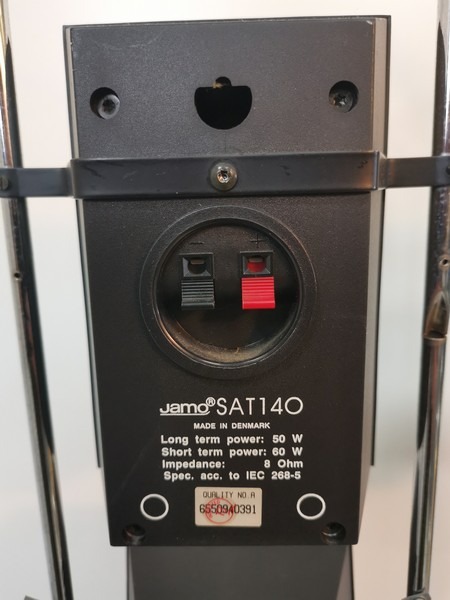 – +
Jamo® SAT140
MADE IN DENMARK
Long term power: 50 W
Short term power: 60 W
Impedance: 8 Ohm
Spec. acc. to IEC 268-5
QUALITY NO. A
6550940391